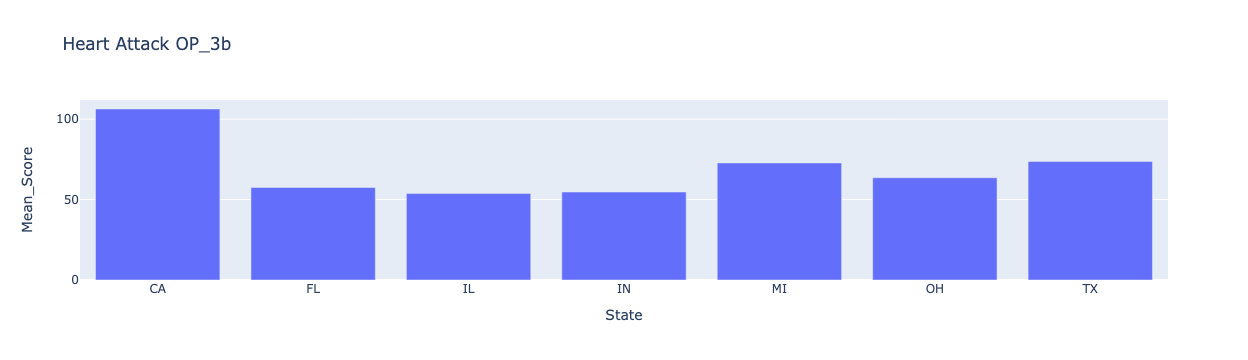 Heart Attack OP_3b
Mean_Score
100
50
0
CA FL IL IN MI OH TX
State